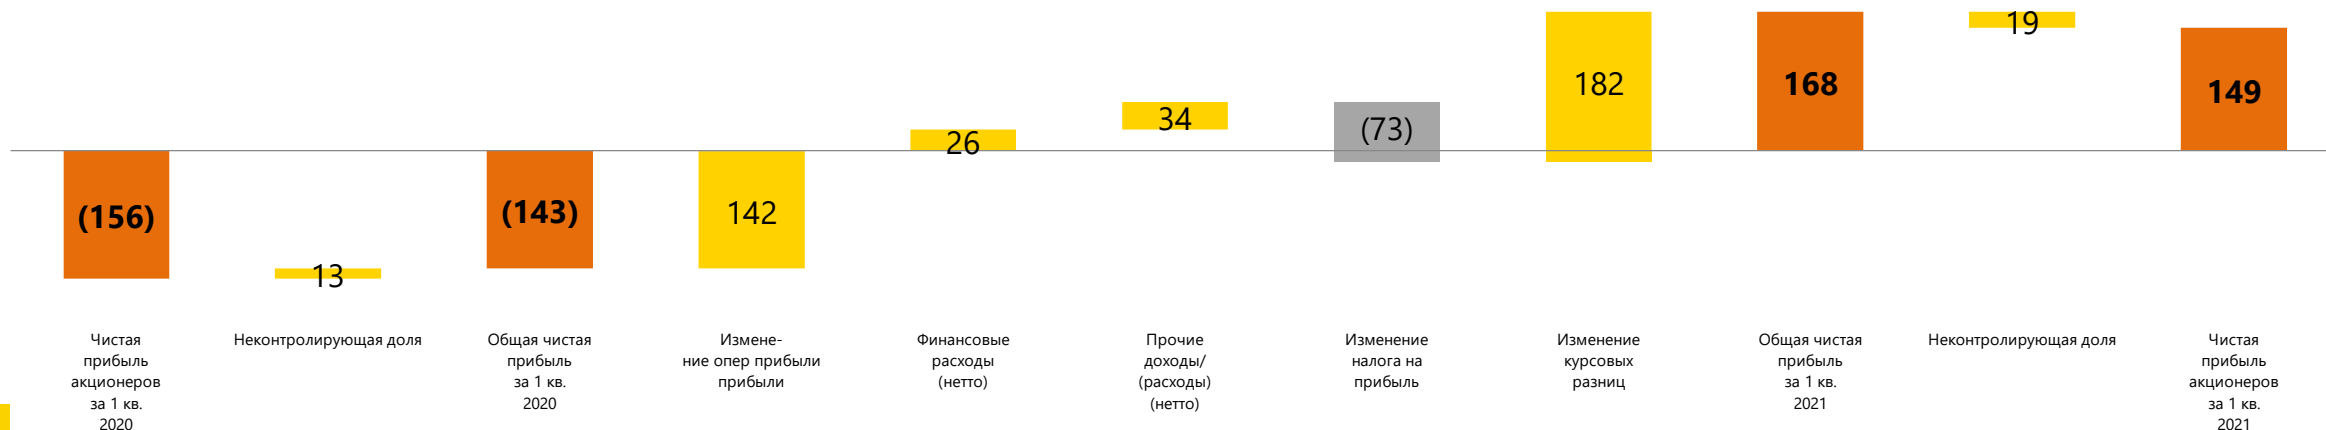 19
182
168
149
34
(73)
26
(156)
(143)
142
13
Чистая
прибыль
акционеров
за 1 кв.
2020
Неконтролирующая доля
Общая чистая
прибыль
за 1 кв.
2020
Измене-
ние опер прибыли
прибыли
Финансовые
расходы
(нетто)
Прочие
доходы/
(расходы)
(нетто)
Изменение
налога на
прибыль
Изменение
курсовых
разниц
Общая чистая
прибыль
за 1 кв.
2021
Неконтролирующая доля
Чистая
прибыль
акционеров
за 1 кв.
2021